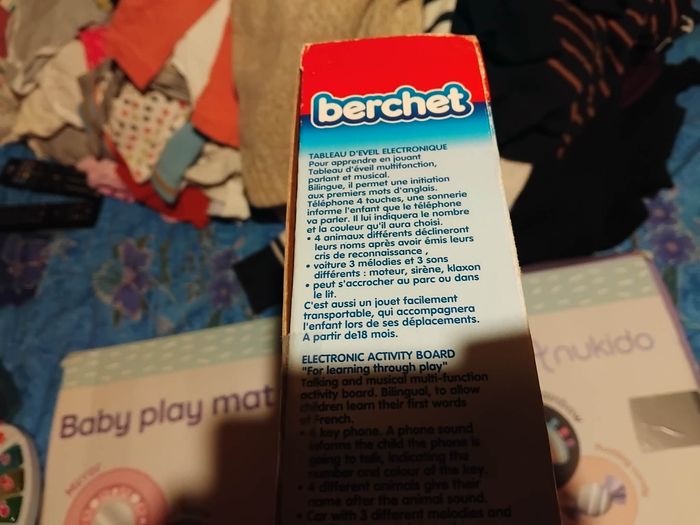 berchet
TABLEAU D'EVEIL ELECTRONIQUE
Pour apprendre en jouant
Tableau d'éveil multifonction,
parlant et musical.
Bilingue, il permet une initiation
aux premiers mots d'anglais.
Téléphone 4 touches, une sonnerie
informe l'enfant que le téléphone
va parler. Il lui indiquera le nombre
et la couleur qu'il aura choisi.
• 4 animaux différents déclineront
leurs noms après avoir émis leurs
cris de reconnaissance ,
• voiture 3 mélodies et 3 sons
différents : moteur, sirène, klaxon
• peut s'accrocher au parc ou dans
le lit.
C'est aussi un jouet facilement
transportable, qui accompagnera
l'enfant lors de ses déplacements.
A partir de18 mois.
ELECTRONIC ACTIVITY BOARD
"For learning through play"
Talking and musical multi-function
activity board. Bilingual, to allow
children learn their first words
of French.
• 4 key phone. A phone sound
informs the child the phone is
going to talk, indicating the
number and colour of the key.
• 4 different animals give their
name after the animal sound.
• Car with 3 different melodies and
Baby play mat
Mirror
nukido